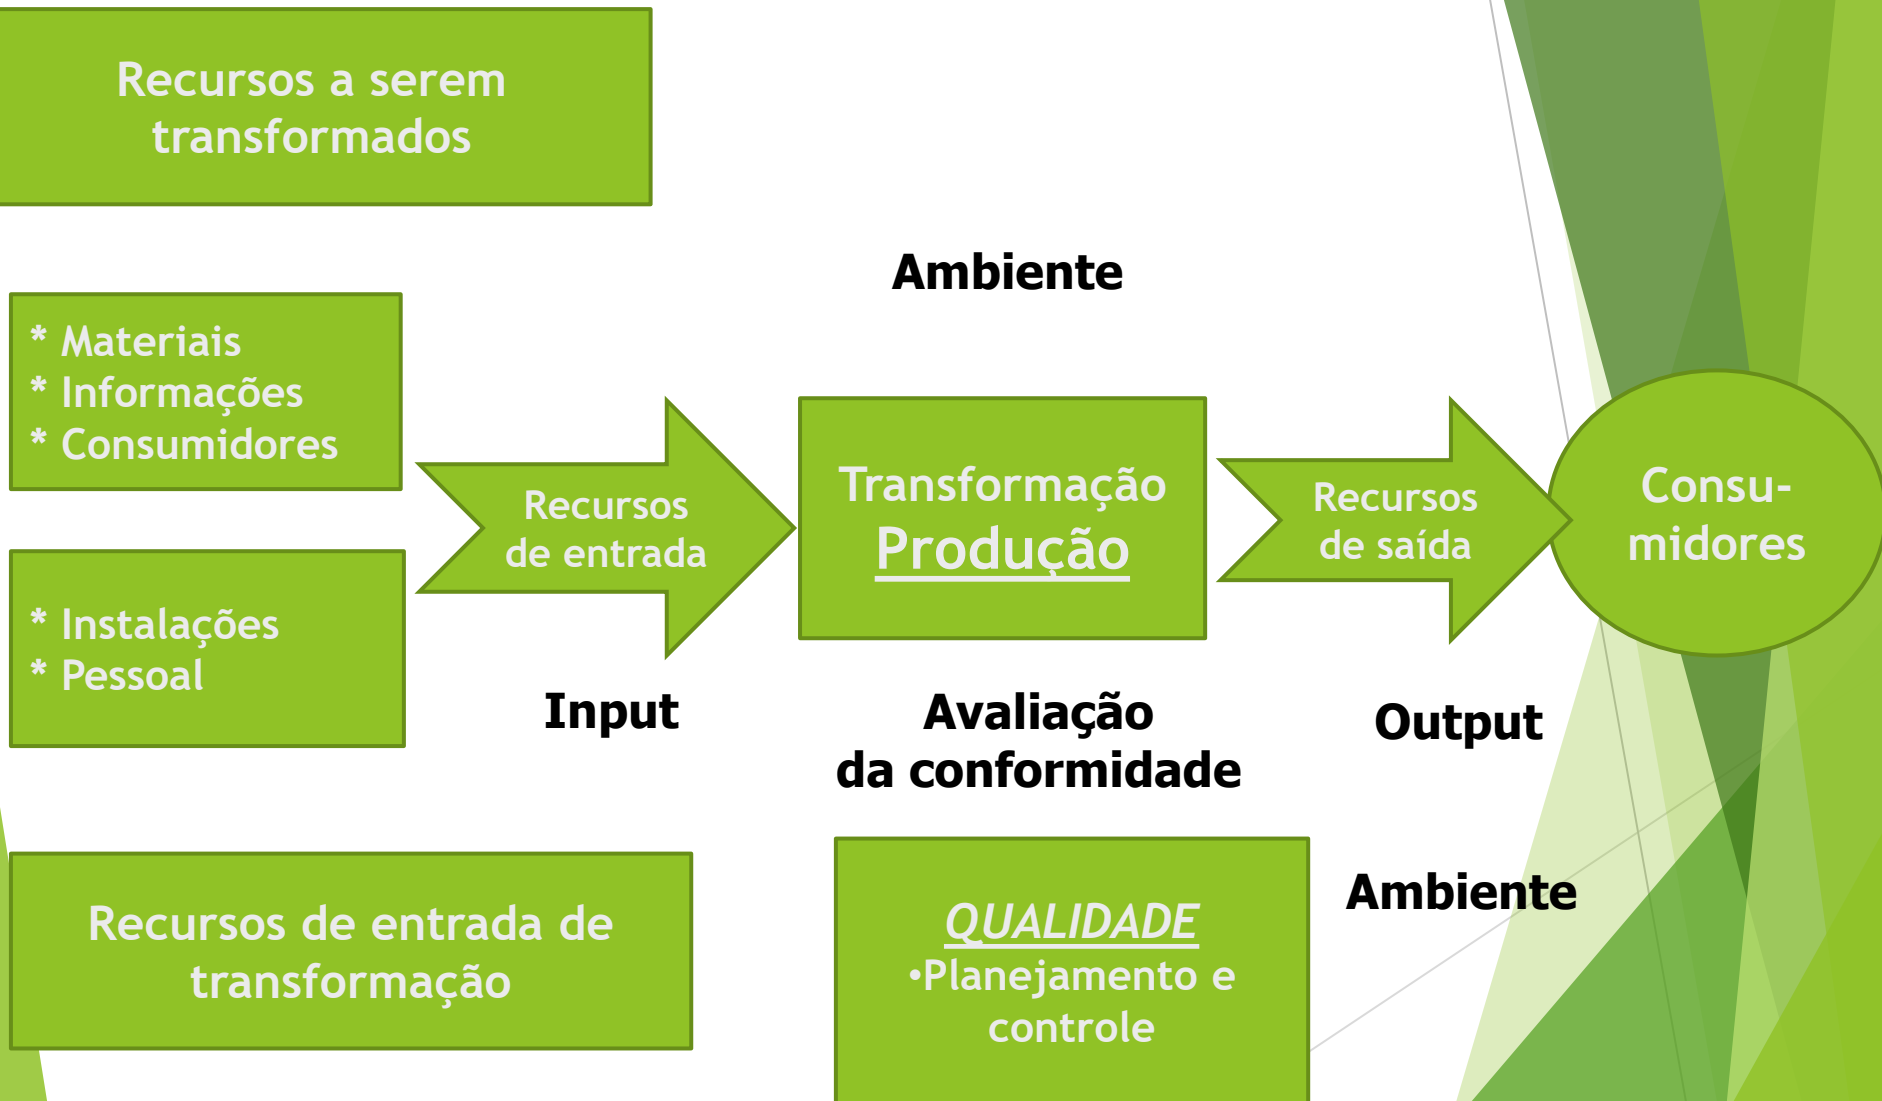 Recursos a serem
transformados
Ambiente
* Materiais
* Informações
* Consumidores
Recursos
de entrada
Transformação
Produção
Recursos
de saída
Consu-
midores
* Instalações
* Pessoal
Input
Avaliação
da conformidade
Output
Recursos de entrada de
transformação
QUALIDADE
•Planejamento e
controle
Ambiente